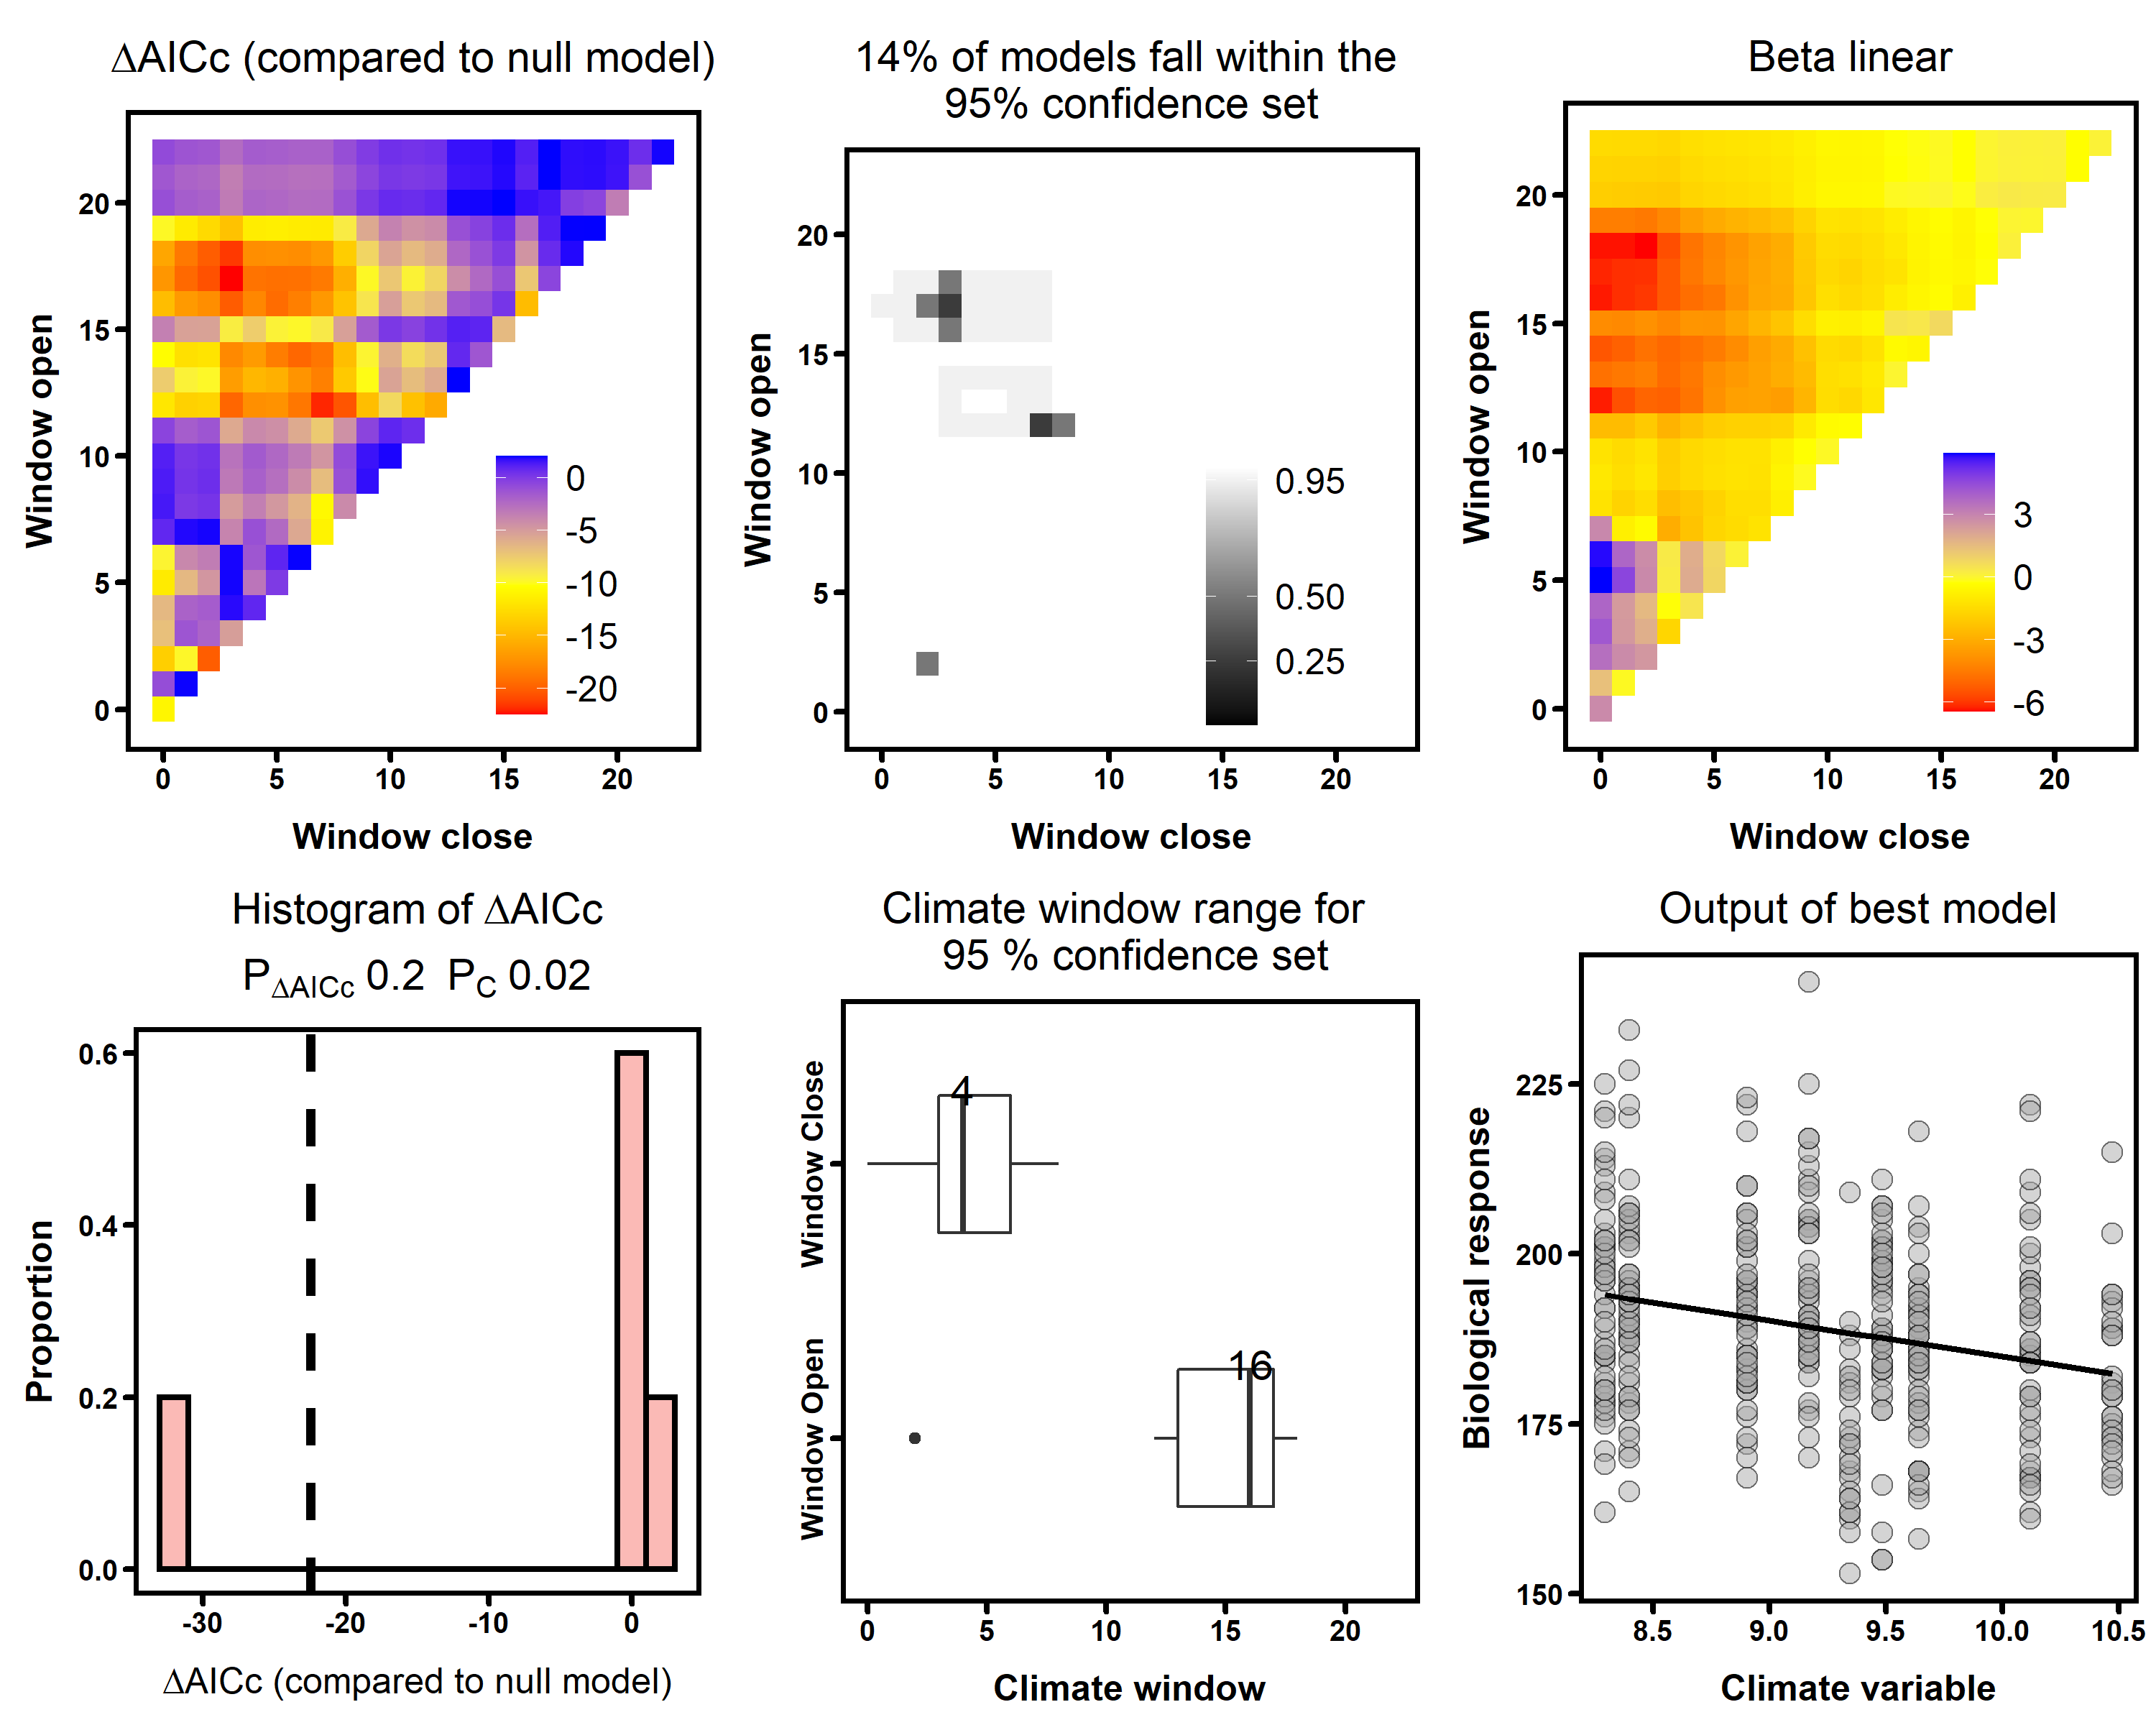 ΔAICc (compared to null model)
Window open
20
15
10
5
0
0
-5
-10
-15
-20
0 5 10 15 20
Window close
14% of models fall within the
95% confidence set
Window open
20
15
10
5
0
0.95
0.50
0.25
0 5 10 15 20
Window close
Beta linear
Window open
20
15
10
5
0
3
0
-3
-6
0 5 10 15 20
Window close
Histogram of ΔAICc
PΔAICc 0.2 PC 0.02
Proportion
0.6
0.4
0.2
0.0
-30 -20 -10 0
ΔAICc (compared to null model)
Climate window range for
95 % confidence set
Window Close
4
Window Open
16
0 5 10 15 20
Climate window
Output of best model
Biological response
225
200
175
150
8.5 9.0 9.5 10.0 10.5
Climate variable